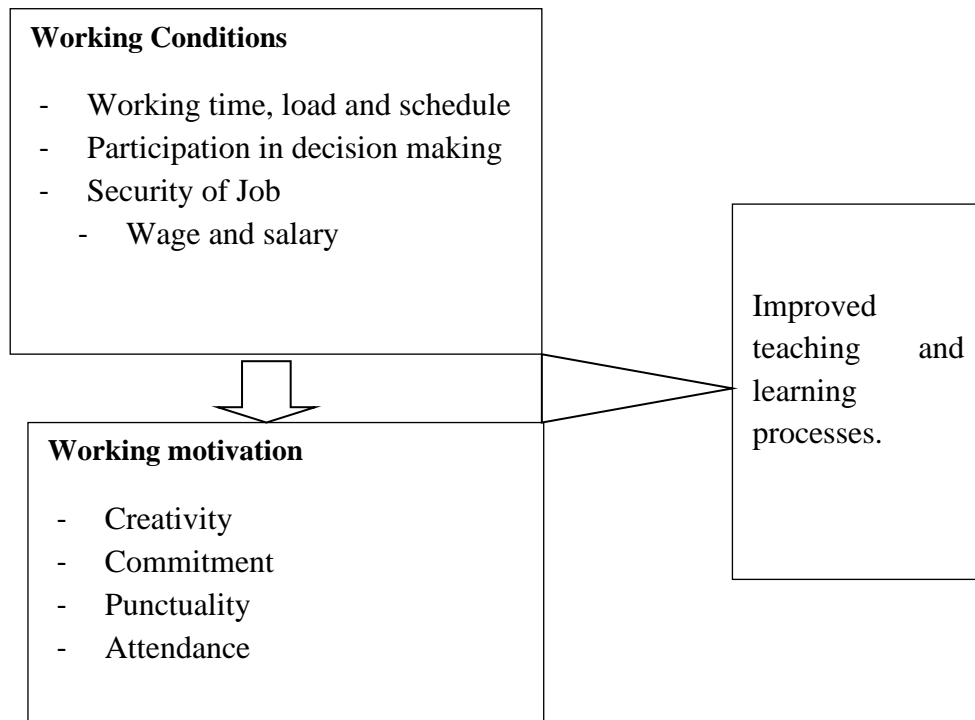 Working Conditions
- Working time, load and schedule
- Participation in decision making
- Security of Job
- Wage and salary
Improved
teaching and
learning
processes.
Working motivation
- Creativity
- Commitment
- Punctuality
- Attendance